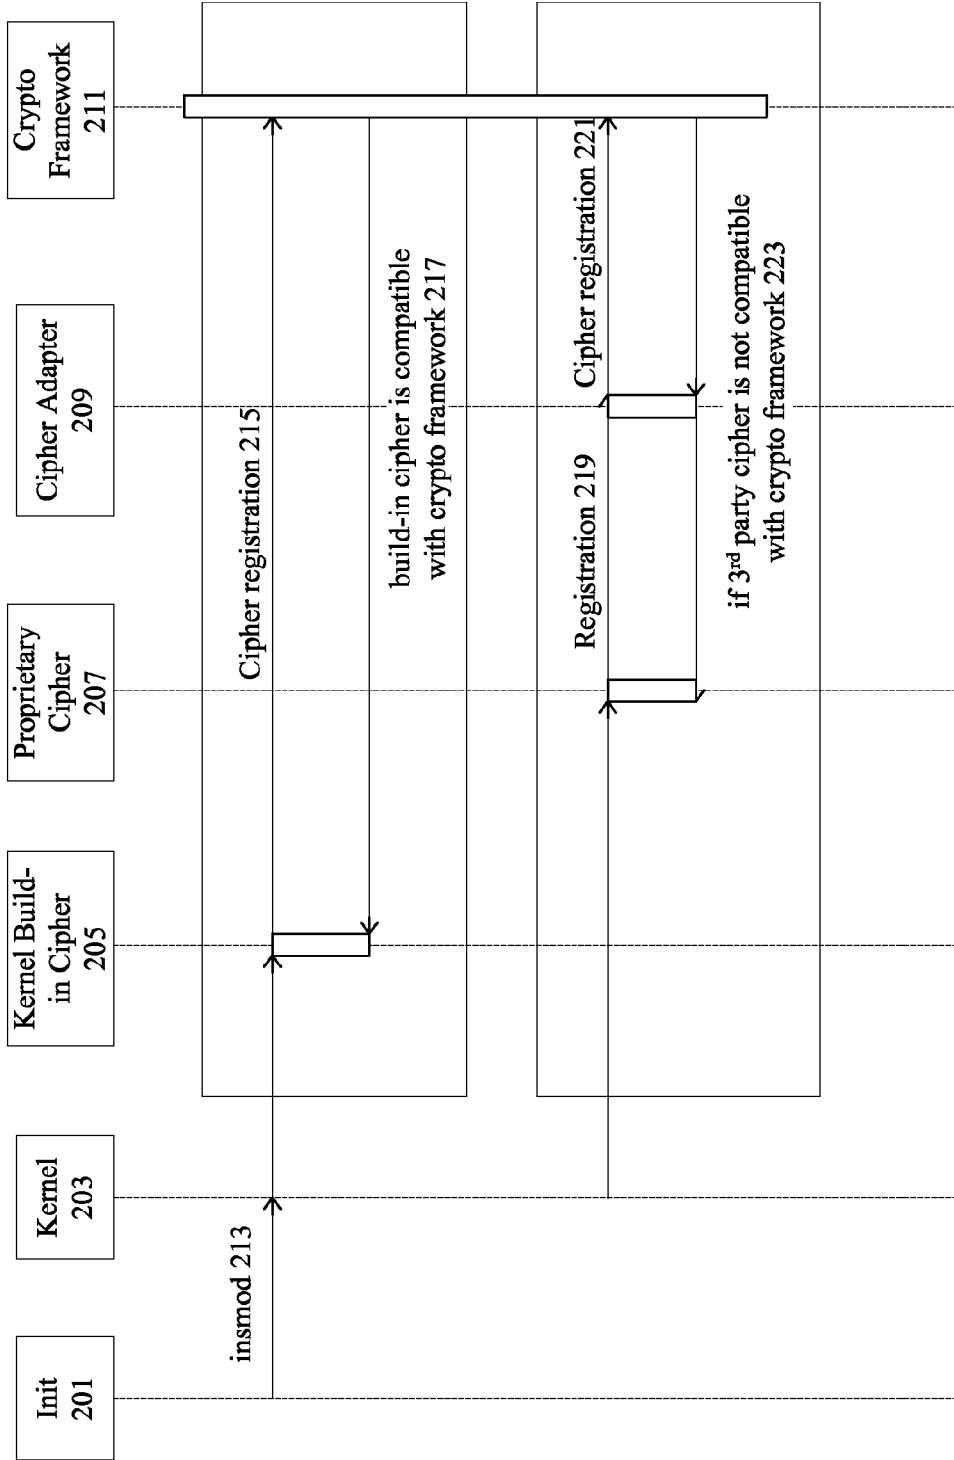 Init
201
Kernel
203
Kernel Build-
in Cipher
205
Proprietary
Cipher
207
Cipher Adapter
209
Crypto
Framework
211
insmod 213
Cipher registration 215
build-in cipher is compatible
with crypto framework 217
Registration 219
Cipher registration 221
if 3rd party cipher is not compatible
with crypto framework 223